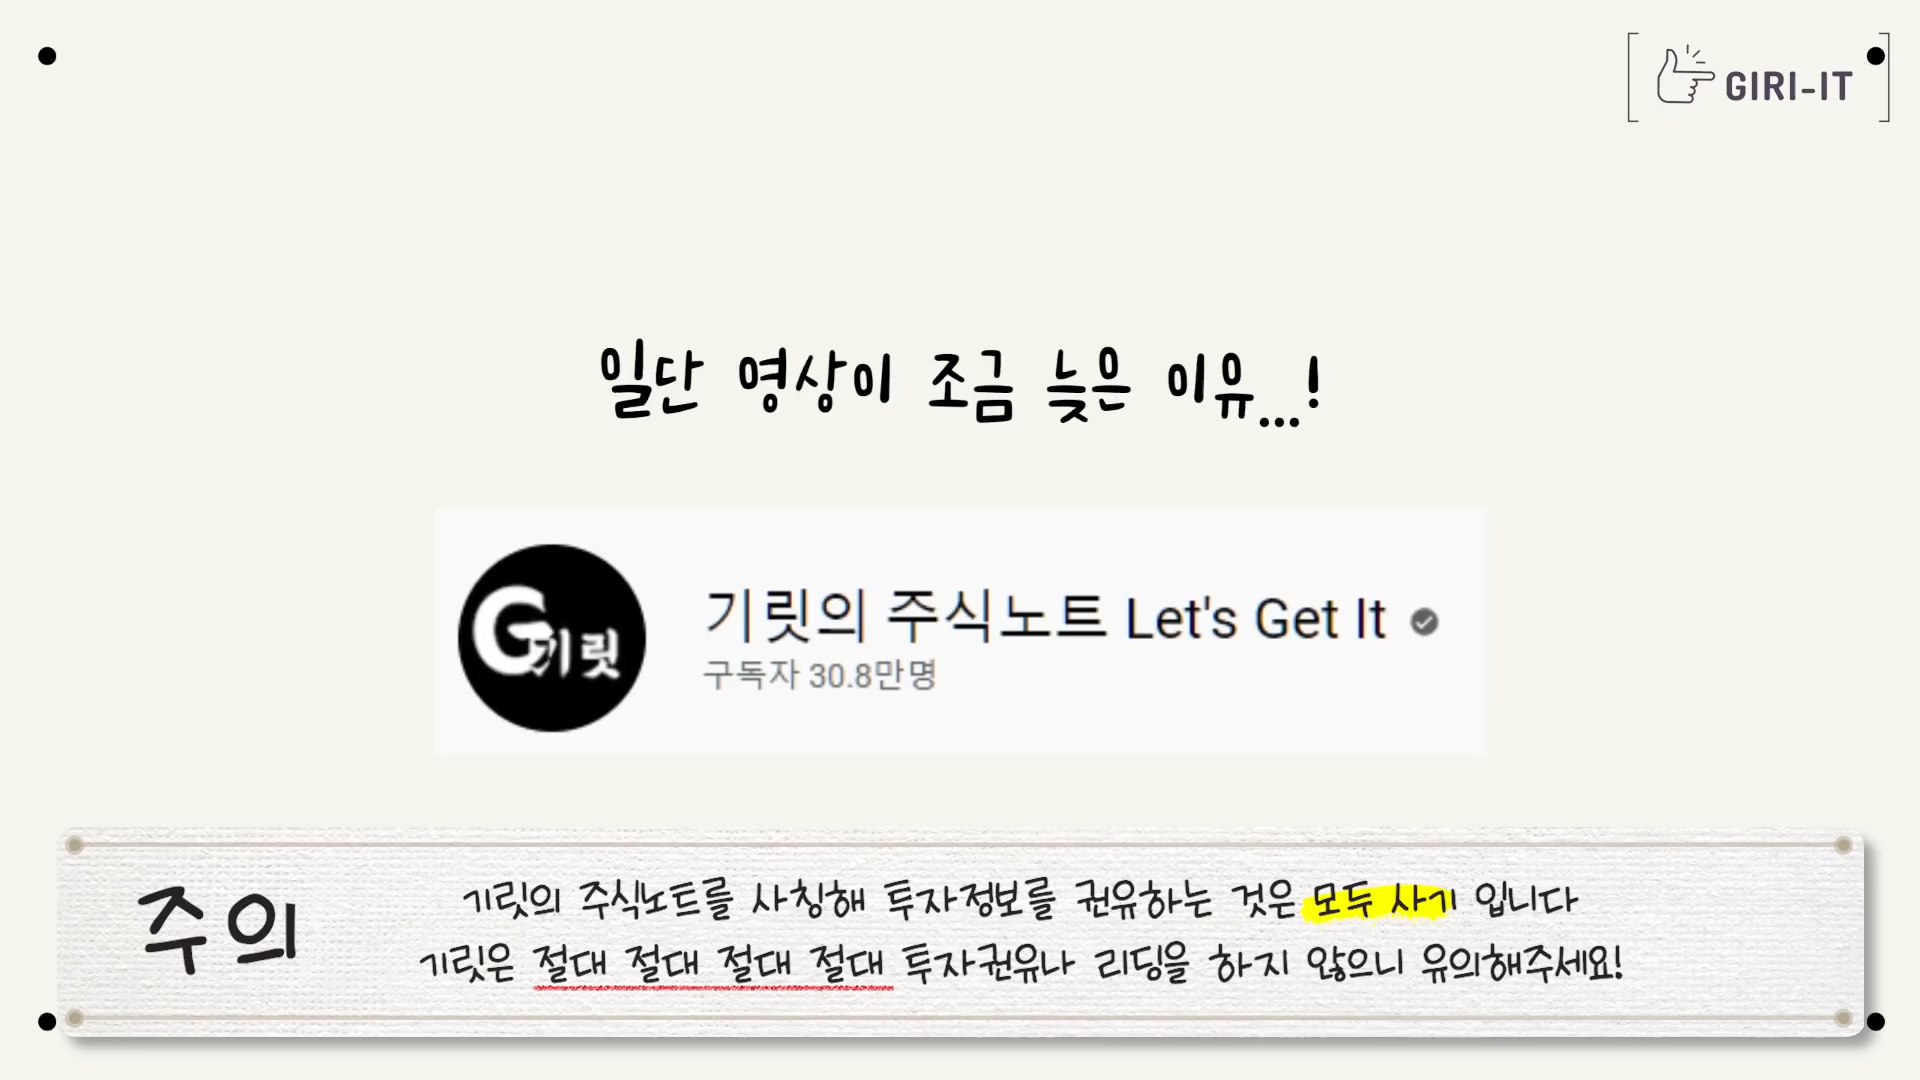 GIRI-IT
일단 영상이 조금 늦은 이유...!
G기릿
기릿의 주식노트 Let's Get It
구독자 30.8만명
주의
기릿의 주식노트를 사칭해 투자정보를 권유하는 것은 모두 사기 입니다
기릿은 절대 절대 절대 절대 투자권유나 리딩을 하지 않으니 유의해주세요!